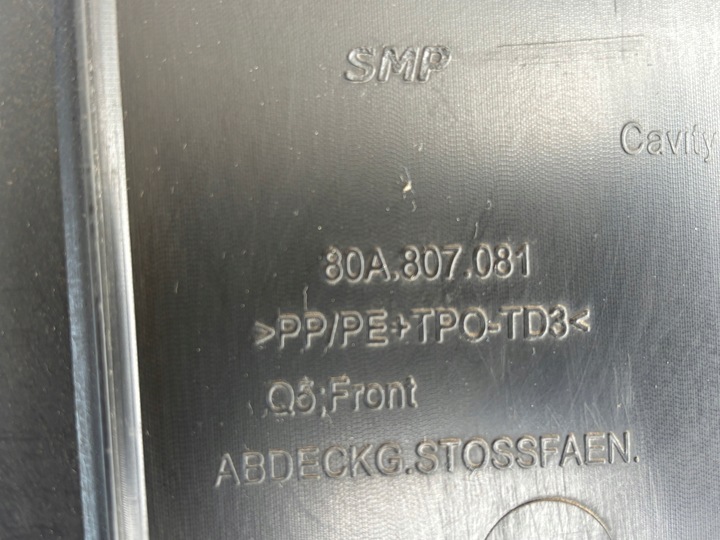 SMP
Cavity
80A.807.081
>PP/PE+TPO-TD3<
Q5;Front
ABDECKG.STOSSFAEN.